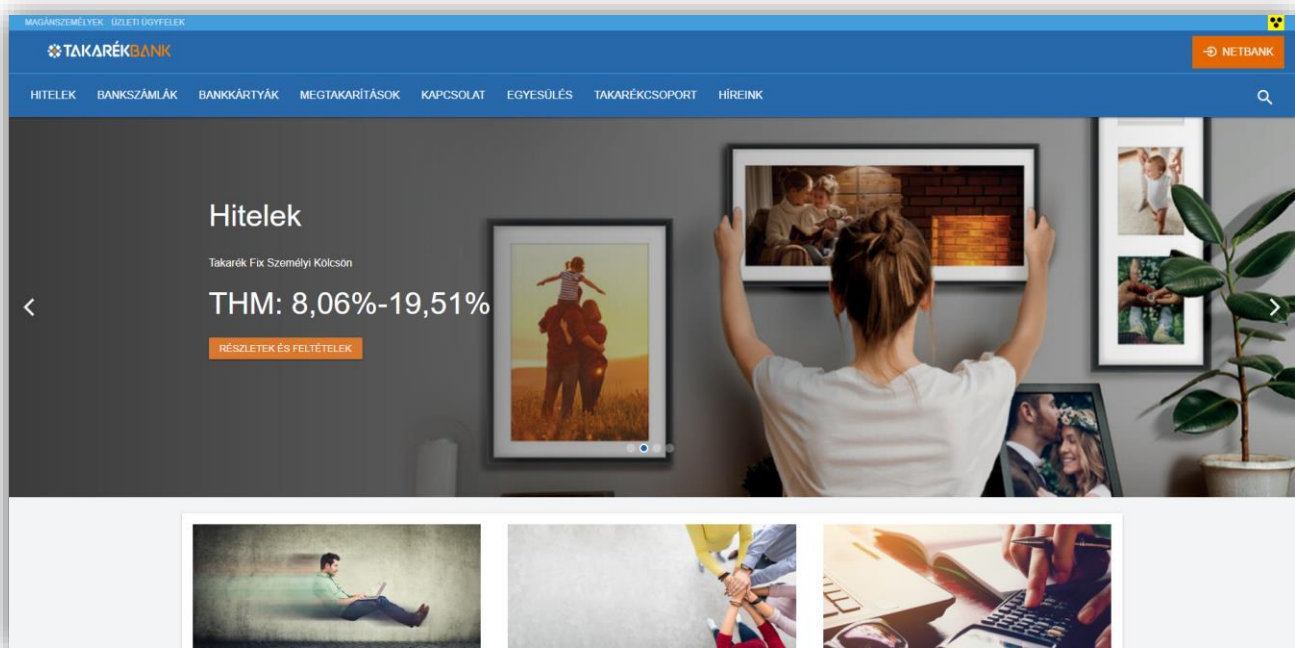 MAGÁNSZEMÉLYEK ÜZLETI ÜGYFELEK
TAKARÉKBANK
NETBANK
HITELEK BANKSZÁMLÁK BANKKÁRTYÁK MEGTAKARÍTÁSOK KAPCSOLAT EGYESÜLÉS TAKARÉKCSOPORT HÍREINK
Hitelek
Takarék Fix Személyi Kölcsön
THM: 8,06%-19,51%
RÉSZLETEK ÉS FELTÉTELEK